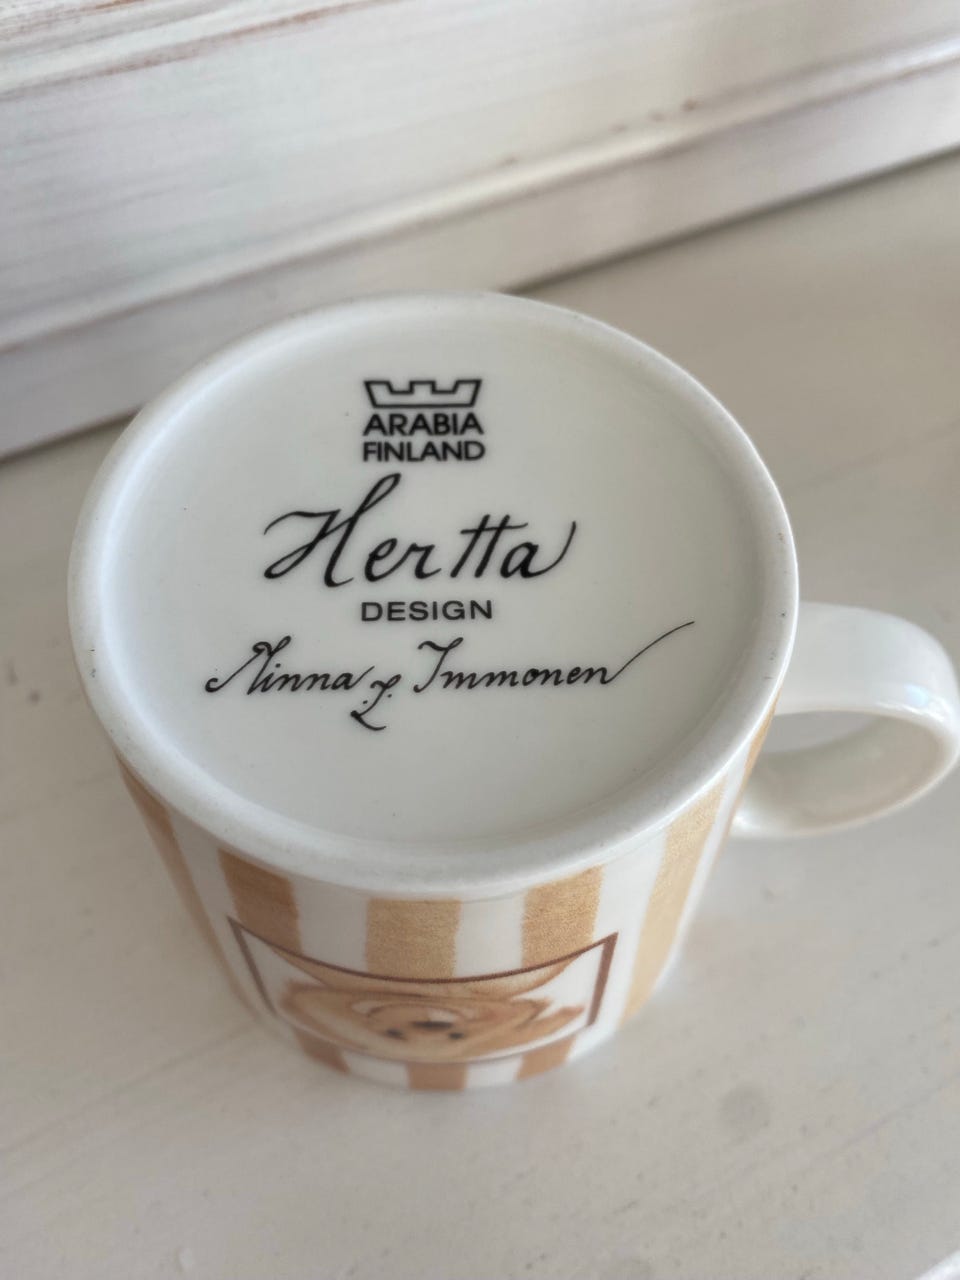 ARABIA
FINLAND
Hertta
DESIGN
Minna L. Immonen